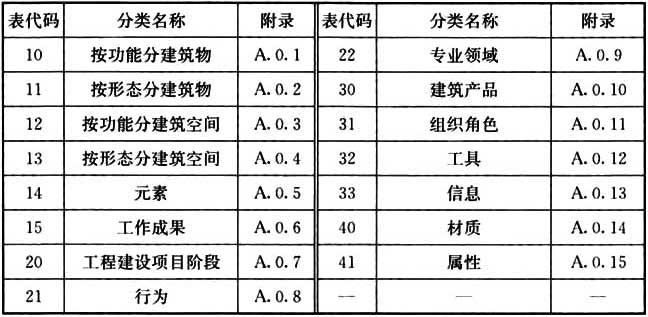 表代码 分类名称 附录 表代码 分类名称 附录
10 按功能分建筑物 A.0.1 22 专业领域 A.0.9
11 按形态分建筑物 A.0.2 30 建筑产品 A.0.10
12 按功能分建筑空间 A.0.3 31 组织角色 A.0.11
13 按形态分建筑空间 A.0.4 32 工具 A.0.12
14 元素 A.0.5 33 信息 A.0.13
15 工作成果 A.0.6 40 材质 A.0.14
20 工程建设项目阶段 A.0.7 41 属性 A.0.15
21 行为 A.0.8 — — —